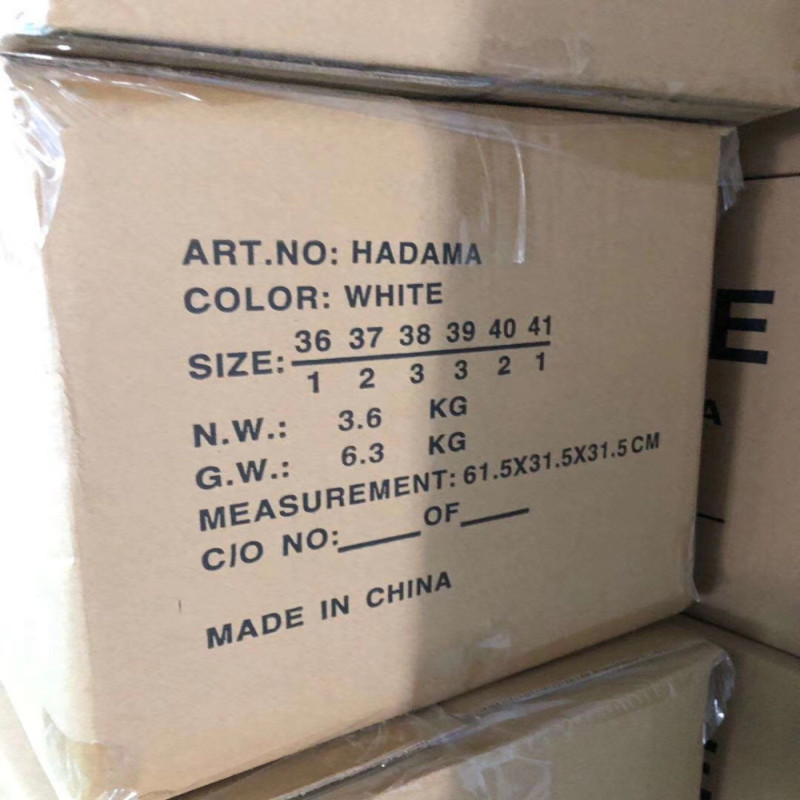 ART.NO: HADAMA
COLOR: WHITE
SIZE: 36 37 38 39 40 41
1 2 3 3 2 1
N.W.: 3.6 KG
G.W.: 6.3 KG
MEASUREMENT: 61.5X31.5X31.5CM
C/O NO:____OF____
MADE IN CHINA
E
A